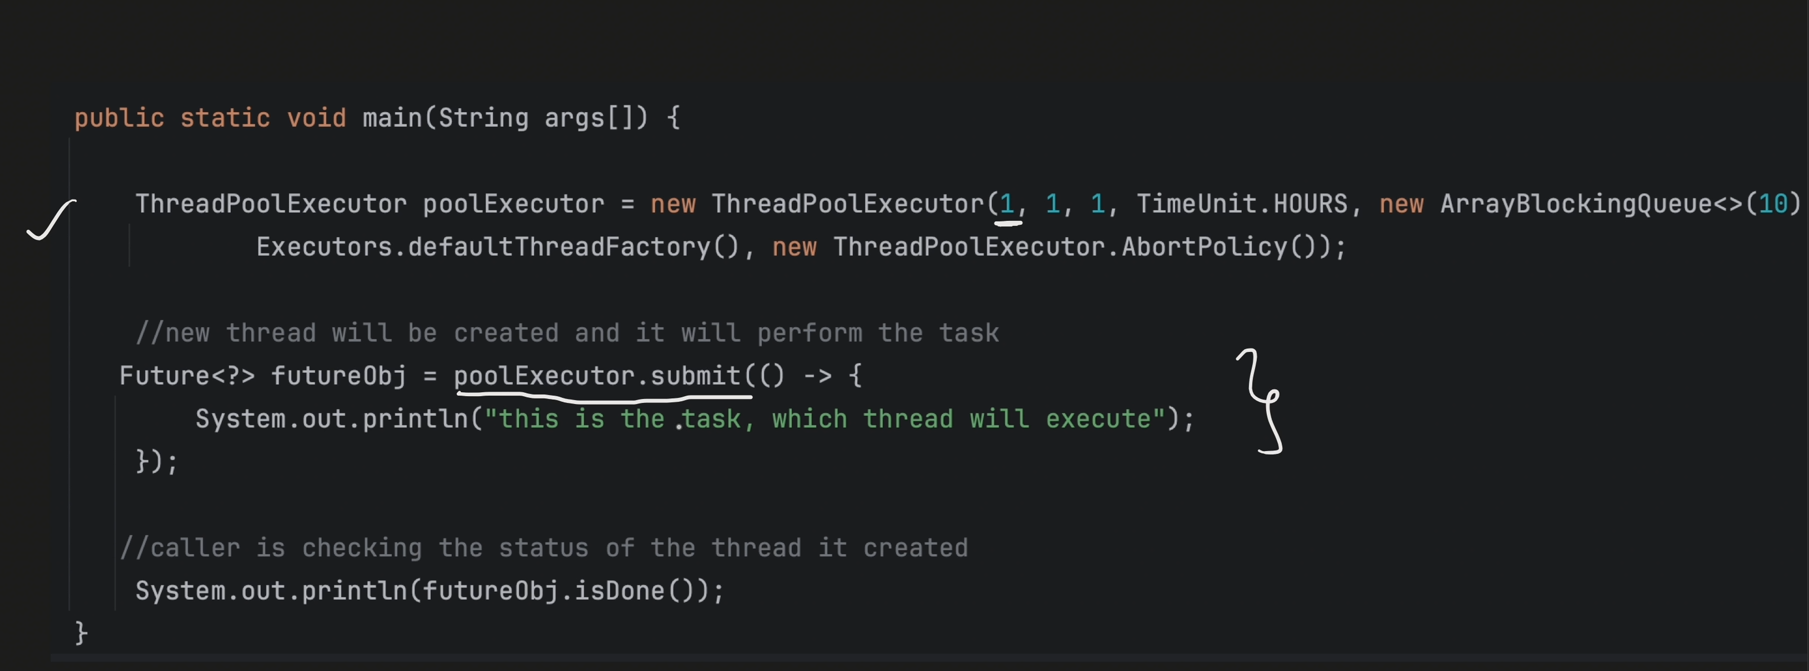 public static void main(String args[]) {
ThreadPoolExecutor poolExecutor = new ThreadPoolExecutor(1, 1, 1, TimeUnit.HOURS, new ArrayBlockingQueue<>(10)
Executors.defaultThreadFactory(), new ThreadPoolExecutor.AbortPolicy());
//new thread will be created and it will perform the task
Future<?> futureObj = poolExecutor.submit(() -> {
System.out.println("this is the task, which thread will execute");
});
//caller is checking the status of the thread it created
System.out.println(futureObj.isDone());
}